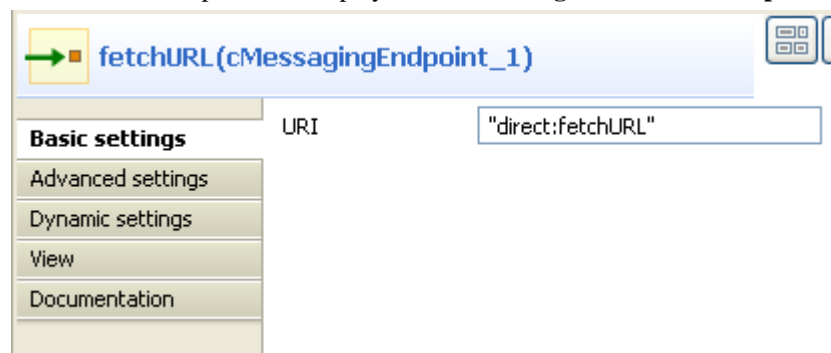 fetchURL(cMessagingEndpoint_1)
Basic settings
URI
"direct:fetchURL"
Advanced settings
Dynamic settings
View
Documentation